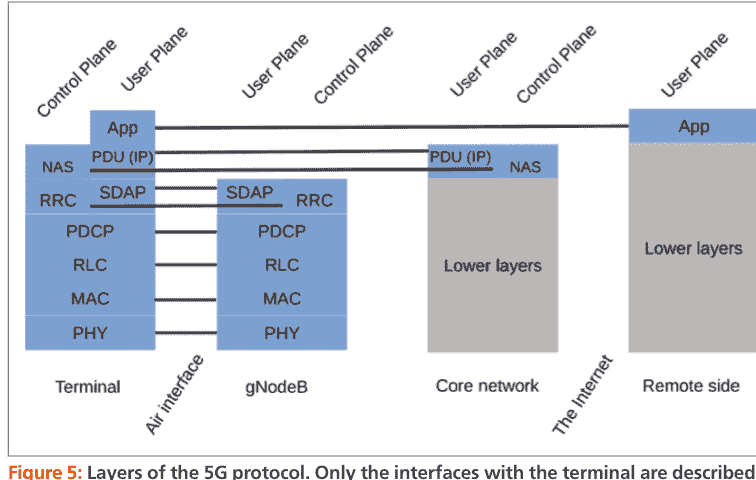 Control Plane
User Plane
User Plane
Control Plane
User Plane
Control Plane
User Plane
App
App
NAS
PDU (IP)
PDU (IP)
NAS
RRC
SDAP
SDAP
RRC
PDCP
PDCP
RLC
RLC
Lower layers
Lower layers
MAC
MAC
PHY
PHY
Terminal
Air interface
gNodeB
Core network
The Internet
Remote side
Figure 5: Layers of the 5G protocol. Only the interfaces with the terminal are described